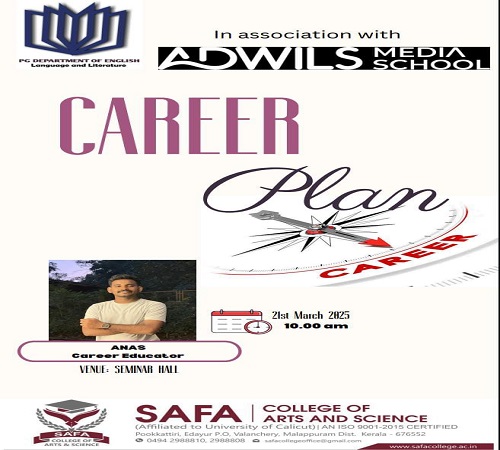 PG DEPARTMENT OF ENGLISH
Language and Literature
In association with
ADWILS MEDIA SCHOOL
CAREER
Plan
CAREER
21st March 2025
10.00 am
ANAS
Career Educator
VENUE: SEMINAR HALL
SAFA
COLLEGE OF
ARTS & SCIENCE
SAFA COLLEGE OF
ARTS AND SCIENCE
(Affiliated to University of Calicut) | AN ISO 9001-2015 CERTIFIED
Pookkattiri, Edayur P.O, Valanchery, Malappuram Dist. Kerala - 676552
0494 2988810, 2988808 safacollegeoffice@gmail.com
www.safacollege.ac.in